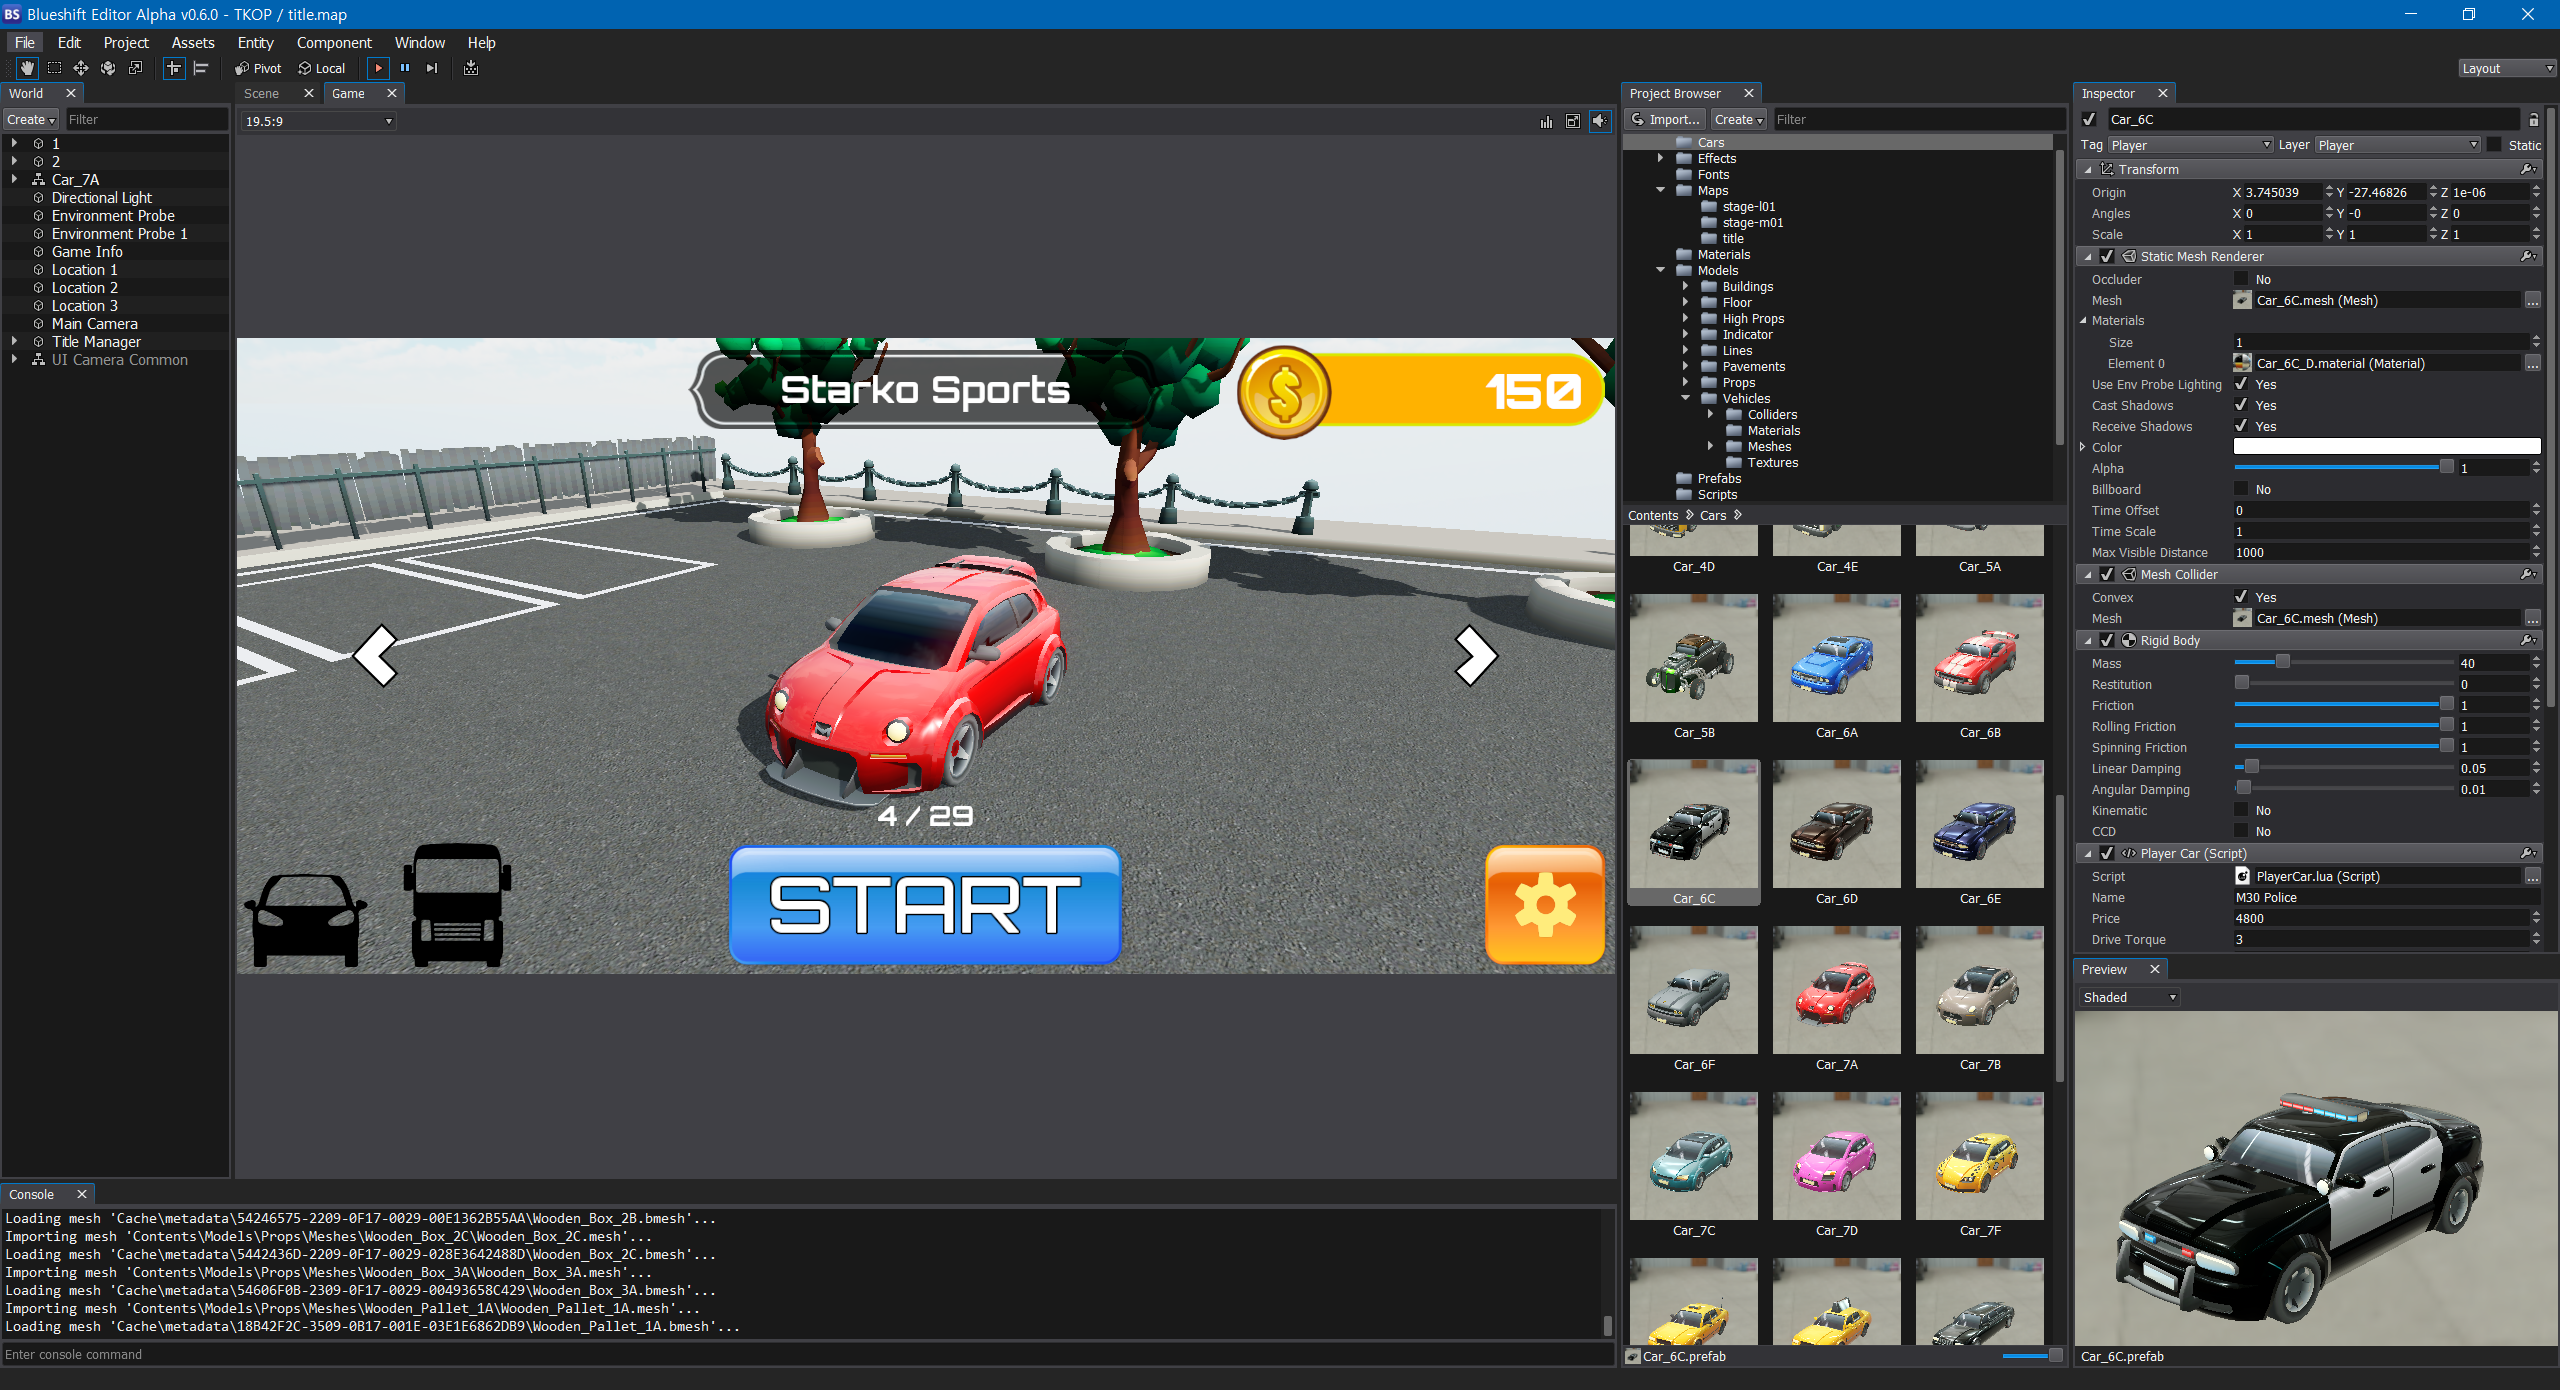 BS Blueshift Editor Alpha v0.6.0 - TKOP / title.map
File Edit Project Assets Entity Component Window Help
Pivot Local
Layout
World
Create Filter
1
2
Car_7A
Directional Light
Environment Probe
Environment Probe 1
Game Info
Location 1
Location 2
Location 3
Main Camera
Title Manager
UI Camera Common
Scene Game
19.5:9
Starko Sports
150
4 / 29
START
Console
Loading mesh 'Cache\metadata\54246575-2209-0F17-0029-00E1362B55AA\Wooden_Box_2B.bmesh'...
Importing mesh 'Contents\Models\Props\Meshes\Wooden_Box_2C\Wooden_Box_2C.mesh'...
Loading mesh 'Cache\metadata\5442436D-2209-0F17-0029-028E3642488D\Wooden_Box_2C.bmesh'...
Importing mesh 'Contents\Models\Props\Meshes\Wooden_Box_3A\Wooden_Box_3A.mesh'...
Loading mesh 'Cache\metadata\54606F0B-2309-0F17-0029-00493658C429\Wooden_Box_3A.bmesh'...
Importing mesh 'Contents\Models\Props\Meshes\Wooden_Pallet_1A\Wooden_Pallet_1A.mesh'...
Loading mesh 'Cache\metadata\18B42F2C-3509-0B17-001E-03E1E6862DB9\Wooden_Pallet_1A.bmesh'...
Enter console command
Project Browser
Import... Create Filter
Cars
Effects
Fonts
Maps
stage-l01
stage-m01
title
Materials
Models
Buildings
Floor
High Props
Indicator
Lines
Pavements
Props
Vehicles
Colliders
Materials
Meshes
Textures
Prefabs
Scripts
Contents Cars
Car_4D Car_4E Car_5A
Car_5B Car_6A Car_6B
Car_6C Car_6D Car_6E
Car_6F Car_7A Car_7B
Car_7C Car_7D Car_7F
Car_6C.prefab
Inspector
Car_6C
Tag Player Layer Player Static
Transform
Origin X 3.745039 Y -27.46826 Z 1e-06
Angles X 0 Y -0 Z 0
Scale X 1 Y 1 Z 1
Static Mesh Renderer
Occluder No
Mesh Car_6C.mesh (Mesh) ...
Materials
Size 1
Element 0 Car_6C_D.material (Material) ...
Use Env Probe Lighting Yes
Cast Shadows Yes
Receive Shadows Yes
Color
Alpha 1
Billboard No
Time Offset 0
Time Scale 1
Max Visible Distance 1000
Mesh Collider
Convex Yes
Mesh Car_6C.mesh (Mesh) ...
Rigid Body
Mass 40
Restitution 0
Friction 1
Rolling Friction 1
Spinning Friction 1
Linear Damping 0.05
Angular Damping 0.01
Kinematic No
CCD No
Player Car (Script)
Script PlayerCar.lua (Script) ...
Name M30 Police
Price 4800
Drive Torque 3
Preview
Shaded
Car_6C.prefab